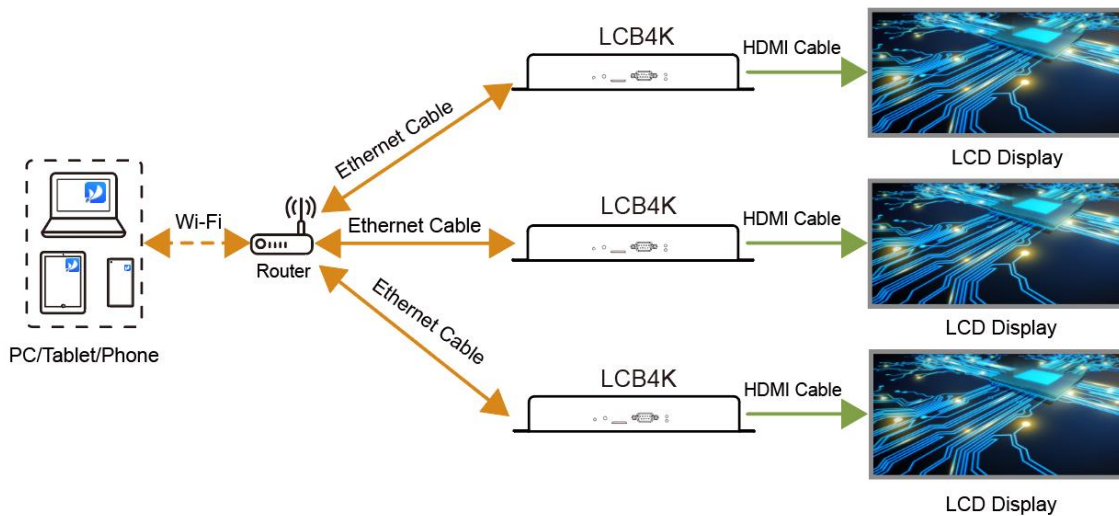 LCB4K
HDMI Cable
Ethernet Cable
LCD Display
LCB4K
HDMI Cable
Wi-Fi
Ethernet Cable
Router
LCD Display
Ethernet Cable
PC/Tablet/Phone
LCB4K
HDMI Cable
LCD Display